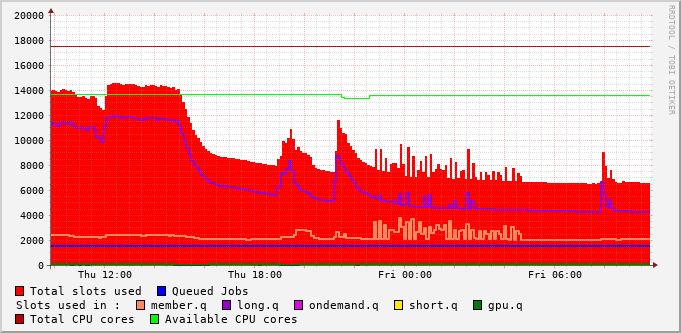 RRDTOOL / TOBI OETIKER
20000
18000
16000
14000
12000
10000
8000
6000
4000
2000
0
Thu 12:00 Thu 18:00 Fri 00:00 Fri 06:00
Total slots used Queued Jobs
Slots used in : member.q long.q ondemand.q short.q gpu.q
Total CPU cores Available CPU cores